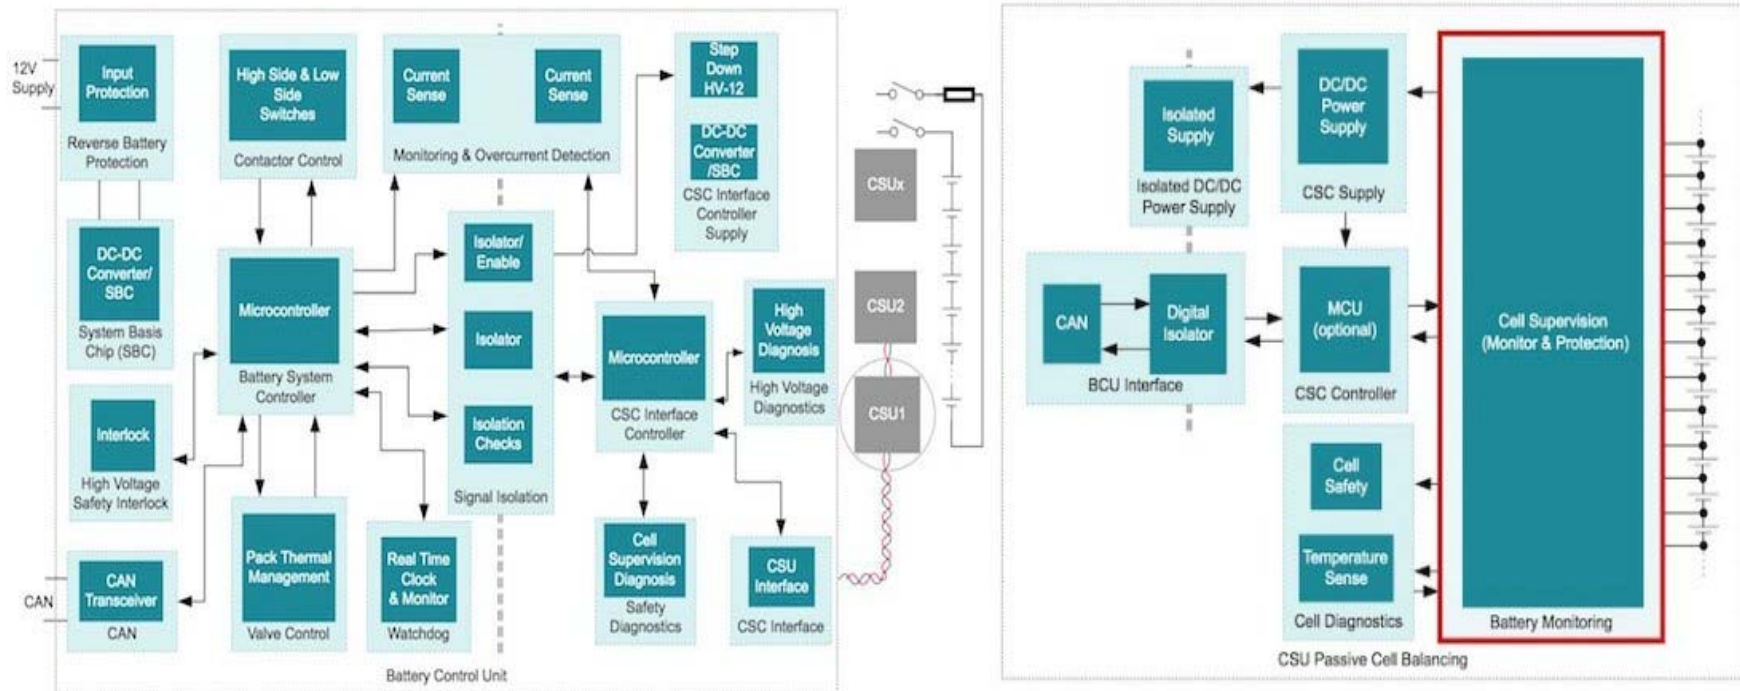 12V
Supply
Input
Protection
Reverse Battery
Protection
High Side & Low
Side
Switches
Contactor Control
Current
Sense
Current
Sense
Monitoring & Overcurrent Detection
Step
Down
HV-12
DC-DC
Converter
/SBC
CSC Interface
Controller
Supply
DC-DC
Converter/
SBC
System Basis
Chip (SBC)
Microcontroller
Battery System
Controller
Isolator/
Enable
Isolator
Isolation
Checks
Signal Isolation
Microcontroller
CSC Interface
Controller
High
Voltage
Diagnosis
High Voltage
Diagnostics
Interlock
High Voltage
Safety Interlock
CAN
CAN
Transceiver
CAN
Pack Thermal
Management
Valve Control
Real Time
Clock
& Monitor
Watchdog
Cell
Supervision
Diagnosis
Safety
Diagnostics
CSU
Interface
CSC Interface
Battery Control Unit
CSUx
CSU2
CSU1
Isolated
Supply
Isolated DC/DC
Power Supply
DC/DC
Power
Supply
CSC Supply
CAN
Digital
Isolator
BCU Interface
MCU
(optional)
CSC Controller
Cell
Safety
Temperature
Sense
Cell Diagnostics
Cell Supervision
(Monitor & Protection)
Battery Monitoring
CSU Passive Cell Balancing